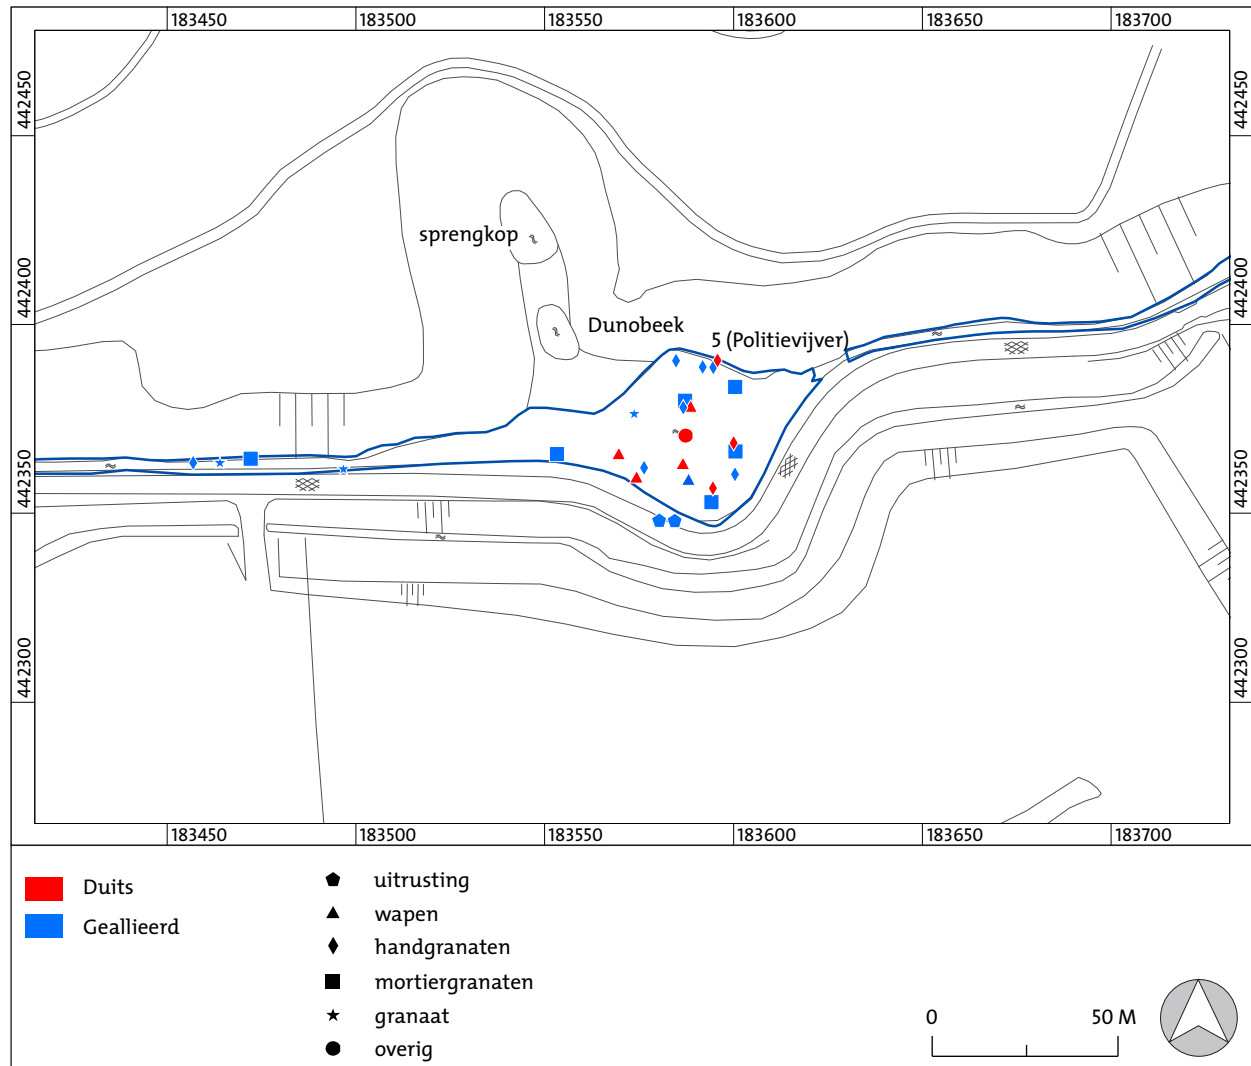 183450 183500 183550 183600 183650 183700
442450 442450
sprengkop
442400 442400
Dunobeek
5 (Politievijver)
442350 442350
442300 442300
183450 183500 183550 183600 183650 183700
Duits
Geallieerd
uitrusting
wapen
handgranaten
mortiergranaten
granaat
overig
0 50 M